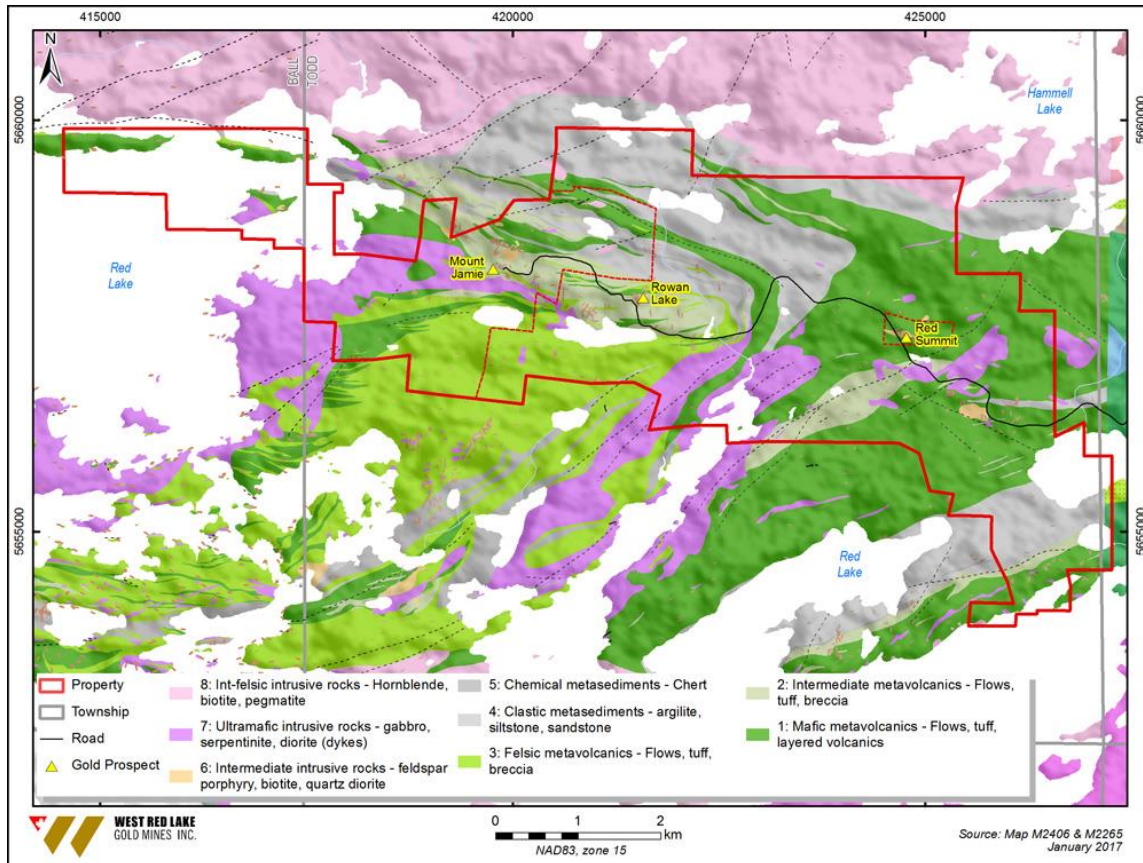 415000
420000
425000
N
BALL
TODD
Hammell
Lake
5660000
5660000
Red
Lake
Mount
Jamie
Rowan
Lake
Red
Summit
5655000
5655000
Red
Lake
Property
Township
Road
Gold Prospect
8: Int-felsic intrusive rocks - Hornblende,
biotite, pegmatite
7: Ultramafic intrusive rocks - gabbro,
serpentinite, diorite (dykes)
6: Intermediate intrusive rocks - feldspar
porphyry, biotite, quartz diorite
5: Chemical metasediments - Chert
4: Clastic metasediments - argilite,
siltstone, sandstone
3: Felsic metavolcanics - Flows, tuff,
breccia
2: Intermediate metavolcanics - Flows,
tuff, breccia
1: Mafic metavolcanics - Flows, tuff,
layered volcanics
WEST RED LAKE
GOLD MINES INC.
0 1 2
km
NAD83, zone 15
Source: Map M2406 & M2265
January 2017